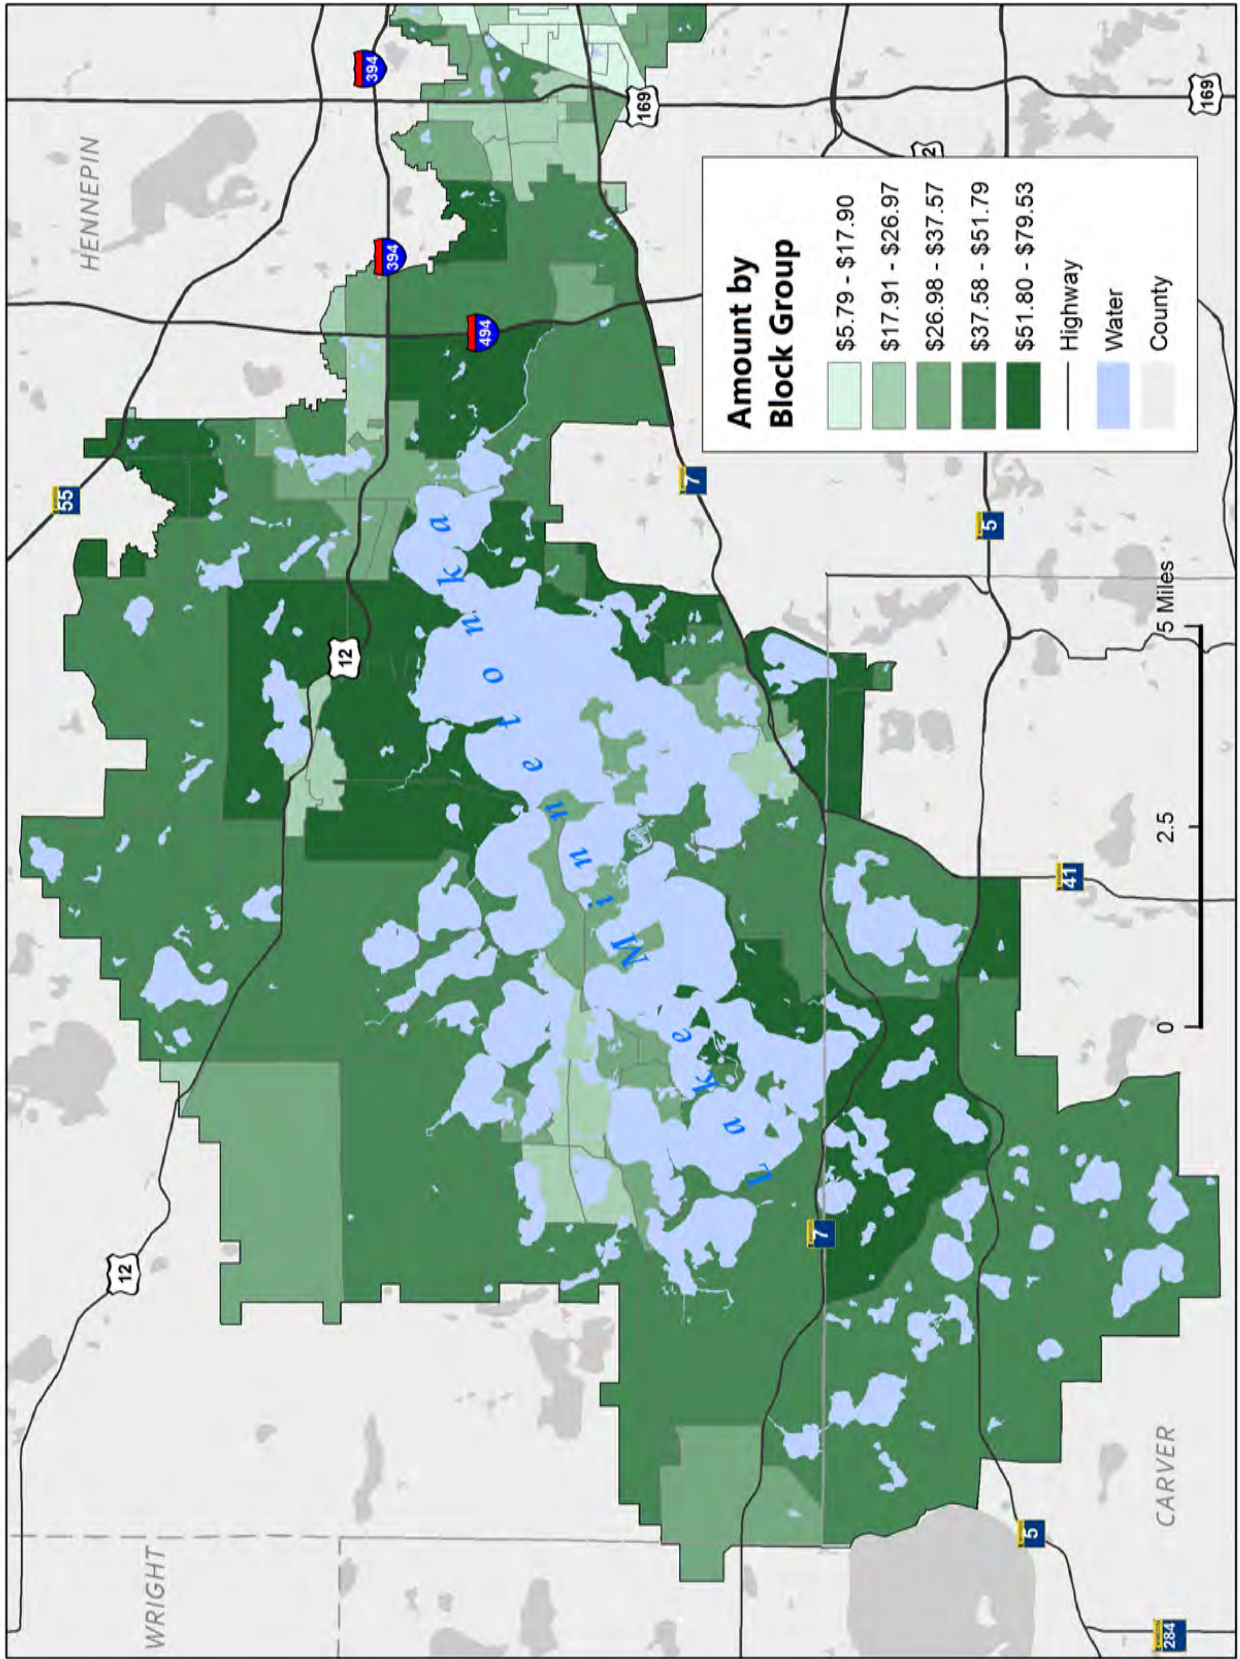 55
HENNEPIN
12
WRIGHT
12
394
394
494
Lake Minnetonka
169
7
7
Amount by
Block Group
$5.79 - $17.90
$17.91 - $26.97
$26.98 - $37.57
$37.58 - $51.79
$51.80 - $79.53
Highway
Water
County
2
5
5
41
284
CARVER
0 2.5 5 Miles
169